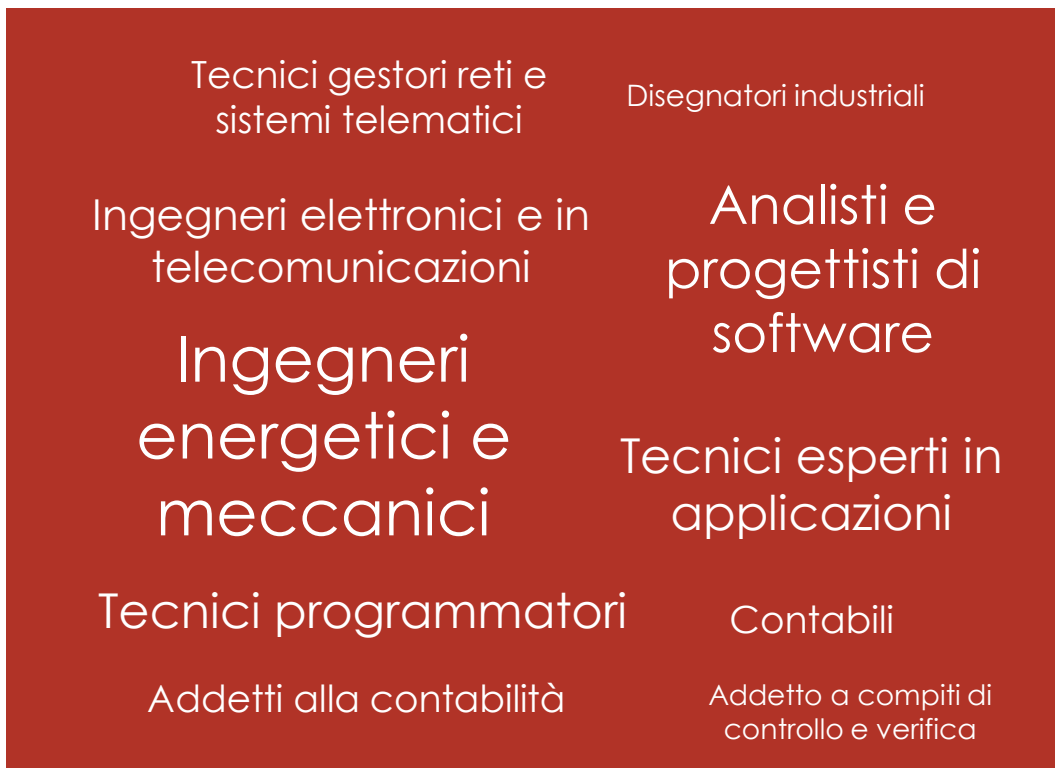 Tecnici gestori reti e
sistemi telematici
Disegnatori industriali
Ingegneri elettronici e in
telecomunicazioni
Analisti e
progettisti di
software
Ingegneri
energetici e
meccanici
Tecnici esperti in
applicazioni
Tecnici programmatori
Contabili
Addetti alla contabilità
Addetto a compiti di
controllo e verifica